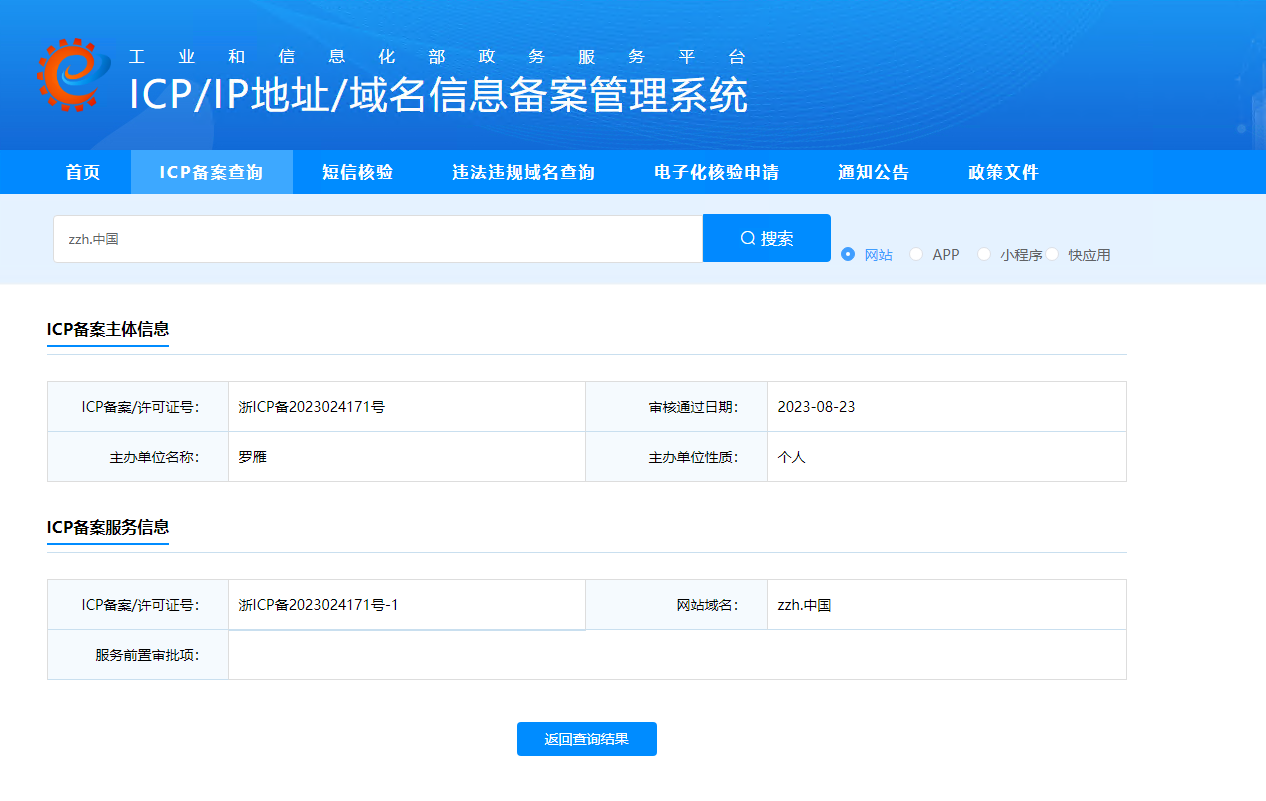 工业和信息化部政务服务平台
ICP/IP地址/域名信息备案管理系统
首页 ICP备案查询 短信核验 违法违规域名查询 电子化核验申请 通知公告 政策文件
zzh.中国 搜索 网站 APP 小程序 快应用
ICP备案主体信息
ICP备案/许可证号： 浙ICP备2023024171号 审核通过日期： 2023-08-23
主办单位名称： 罗雁 主办单位性质： 个人
ICP备案服务信息
ICP备案/许可证号： 浙ICP备2023024171号-1 网站域名： zzh.中国
服务前置审批项：
返回查询结果